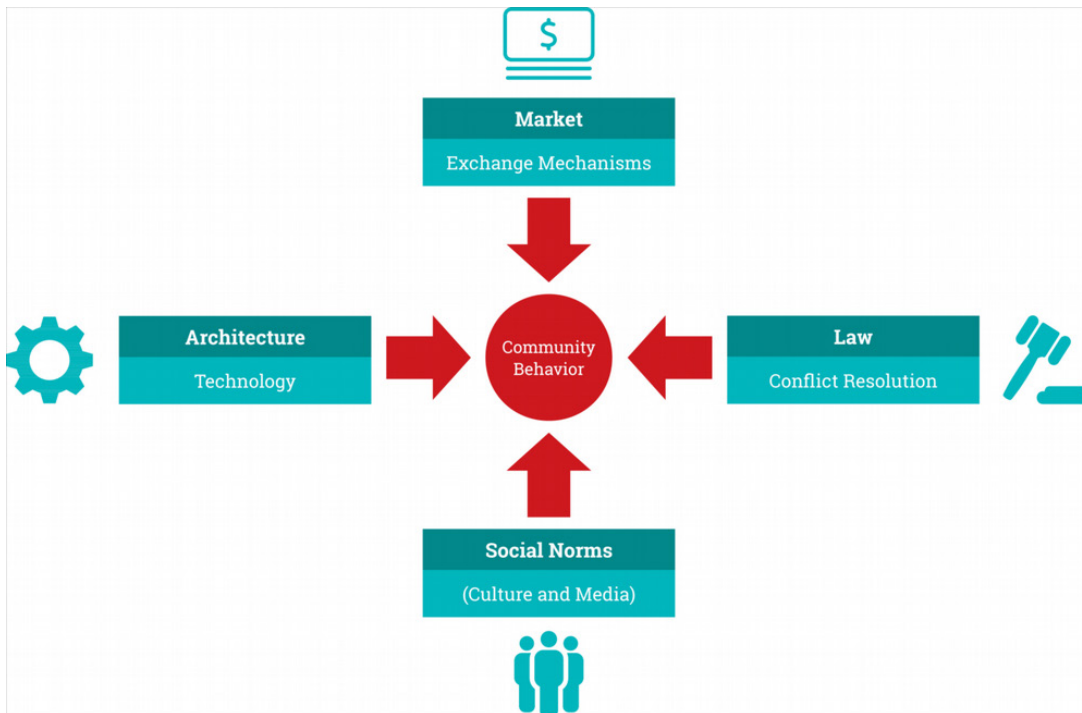 $
Market
Exchange Mechanisms
Architecture
Technology
Community
Behavior
Law
Conflict Resolution
Social Norms
(Culture and Media)